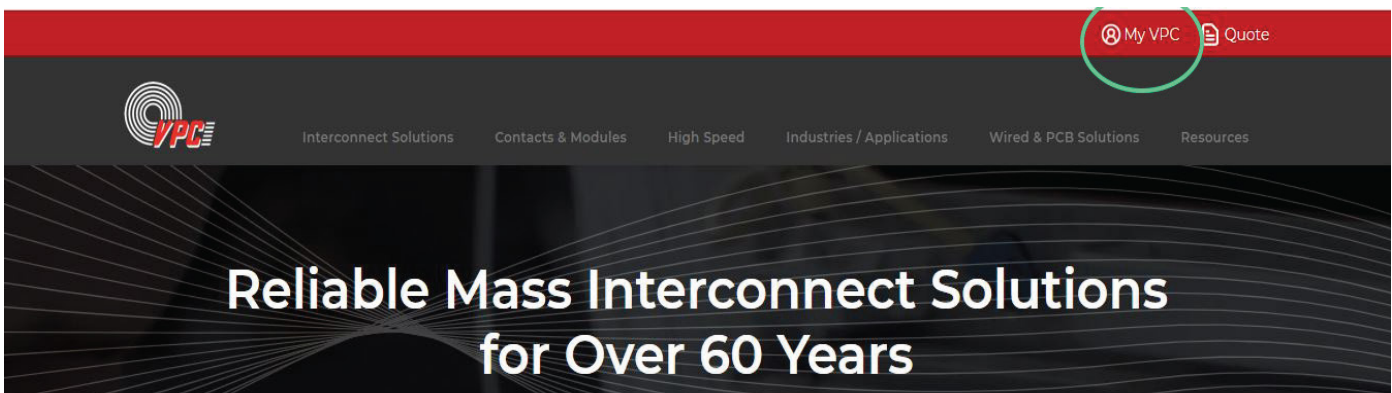 My VPC Quote
VPC
Interconnect Solutions Contacts & Modules High Speed Industries / Applications Wired & PCB Solutions Resources
Reliable Mass Interconnect Solutions
for Over 60 Years